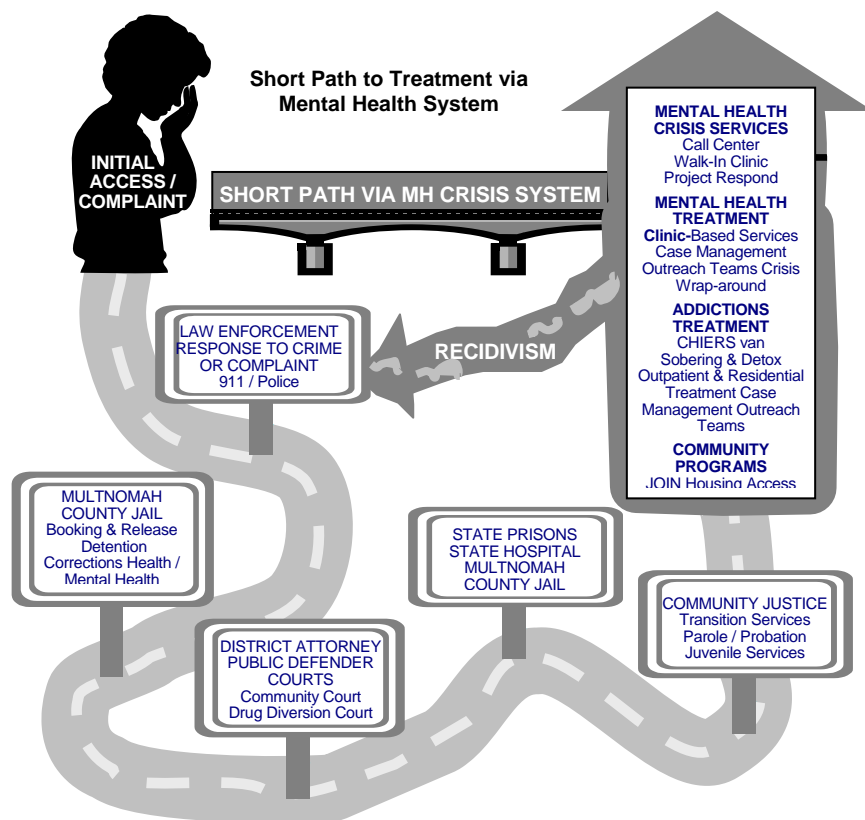 Short Path to Treatment via
Mental Health System
INITIAL
ACCESS /
COMPLAINT
SHORT PATH VIA MH CRISIS SYSTEM
MENTAL HEALTH
CRISIS SERVICES
Call Center
Walk-In Clinic
Project Respond
MENTAL HEALTH
TREATMENT
Clinic-Based Services
Case Management
Outreach Teams Crisis
Wrap-around
ADDICTIONS
TREATMENT
CHIERS van
Sobering & Detox
Outpatient & Residential
Treatment Case
Management Outreach
Teams
COMMUNITY
PROGRAMS
JOIN Housing Access
LAW ENFORCEMENT
RESPONSE TO CRIME
OR COMPLAINT
911 / Police
RECIDIVISM
MULTNOMAH
COUNTY JAIL
Booking & Release
Detention
Corrections Health /
Mental Health
DISTRICT ATTORNEY
PUBLIC DEFENDER
COURTS
Community Court
Drug Diversion Court
STATE PRISONS
STATE HOSPITAL
MULTNOMAH
COUNTY JAIL
COMMUNITY JUSTICE
Transition Services
Parole / Probation
Juvenile Services